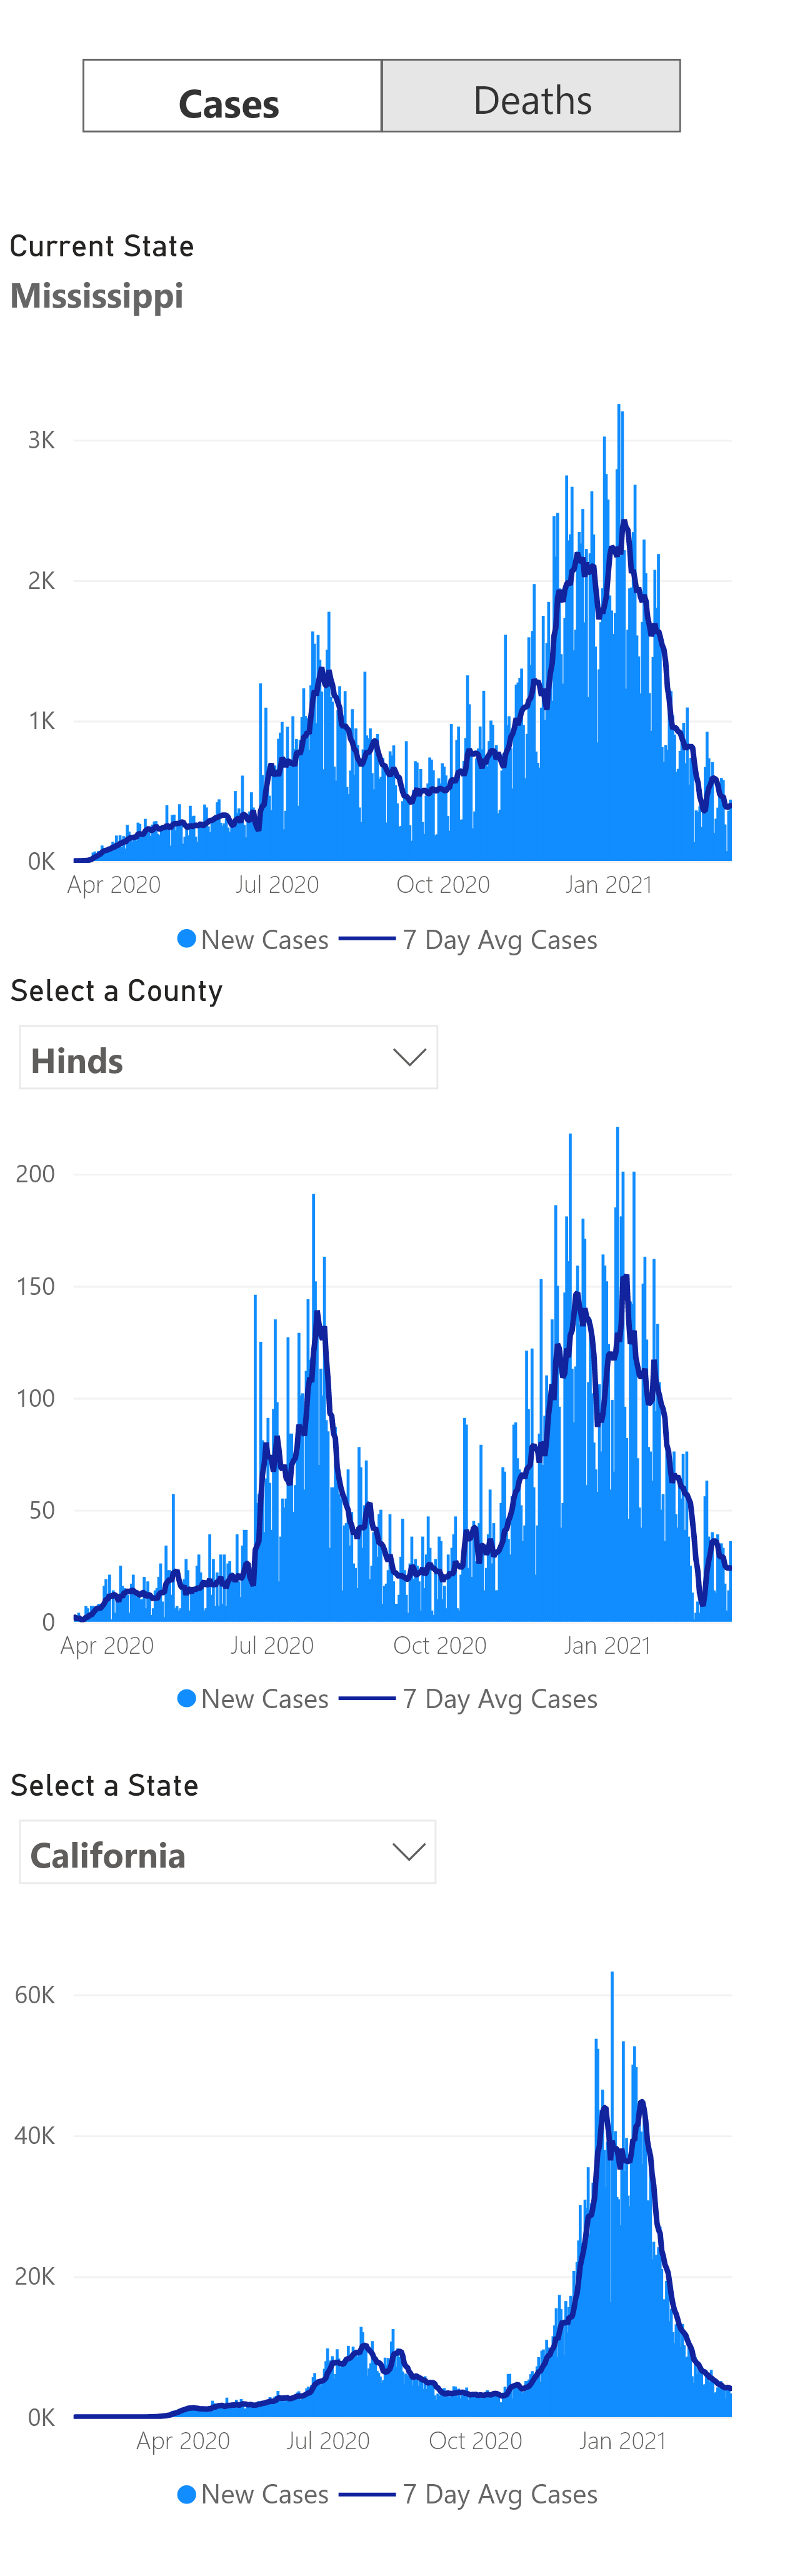 Cases Deaths
Current State
Mississippi
3K
2K
1K
0K
Apr 2020 Jul 2020 Oct 2020 Jan 2021
New Cases 7 Day Avg Cases
Select a County
Hinds
200
150
100
50
0
Apr 2020 Jul 2020 Oct 2020 Jan 2021
New Cases 7 Day Avg Cases
Select a State
California
60K
40K
20K
0K
Apr 2020 Jul 2020 Oct 2020 Jan 2021
New Cases 7 Day Avg Cases